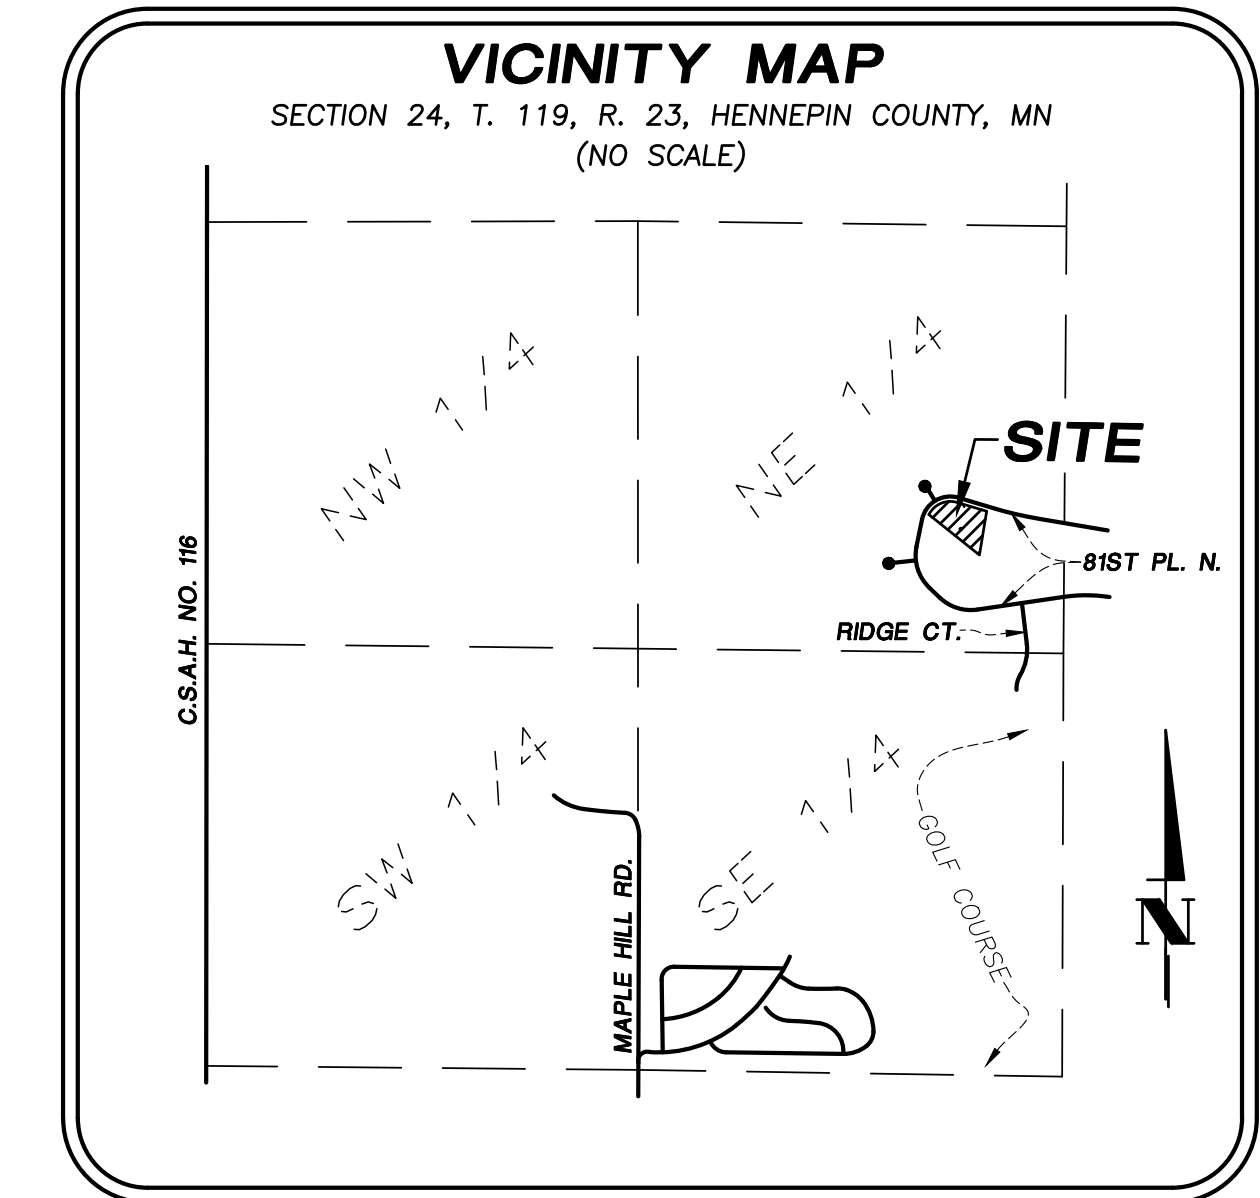 VICINITY MAP
SECTION 24, T. 119, R. 23, HENNEPIN COUNTY, MN
(NO SCALE)
NW 1/4
NE 1/4
SITE
81ST PL. N.
C.S.A.H. NO. 116
RIDGE CT.
SW 1/4
SE 1/4
GOLF COURSE
MAPLE HILL RD.
N